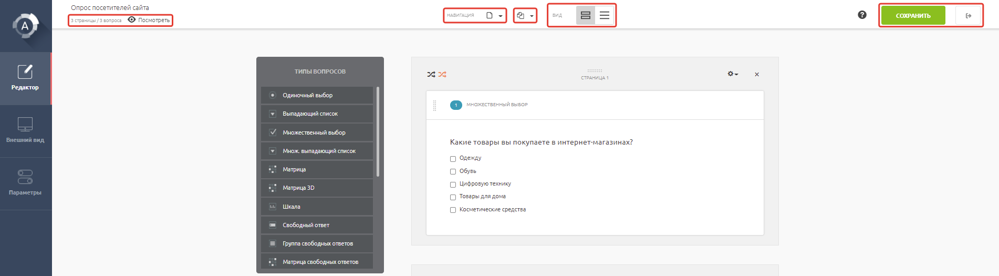 Опрос посетителей сайта
3 страницы / 3 вопроса Посмотреть
НАВИГАЦИЯ
ВИД
?
СОХРАНИТЬ
A
Редактор
Внешний вид
Параметры
ТИПЫ ВОПРОСОВ
Одиночный выбор
Выпадающий список
Множественный выбор
Множ. выпадающий список
Матрица
Матрица 3D
Шкала
Свободный ответ
Группа свободных ответов
Матрица свободных ответов
СТРАНИЦА 1
1 МНОЖЕСТВЕННЫЙ ВЫБОР
Какие товары вы покупаете в интернет-магазинах?
Одежду
Обувь
Цифровую технику
Товары для дома
Косметические средства